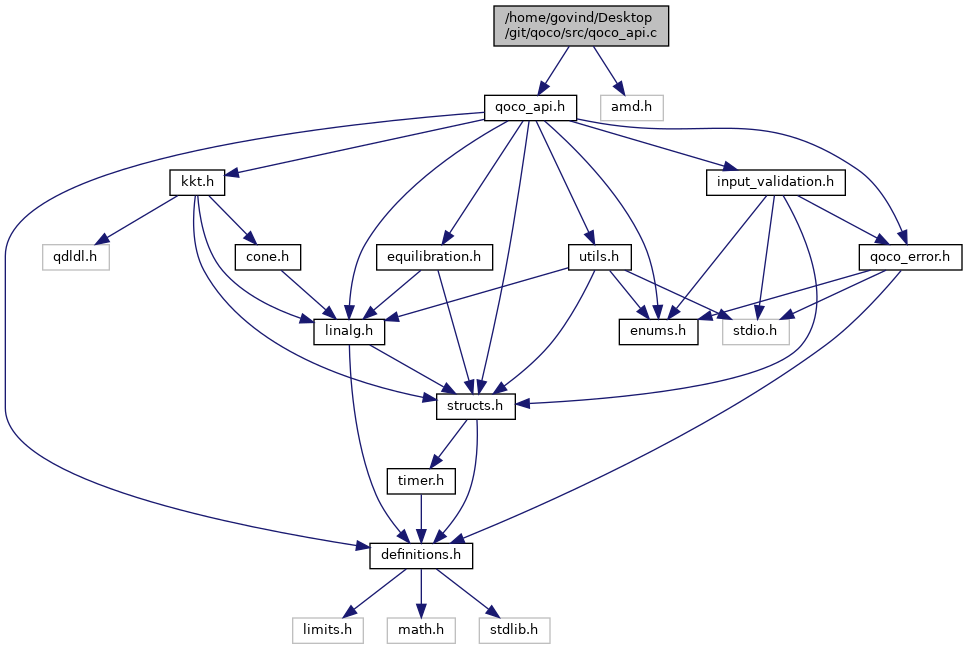 /home/govind/Desktop
/git/qoco/src/qoco_api.c
qoco_api.h
amd.h
kkt.h
input_validation.h
qdldl.h
cone.h
equilibration.h
utils.h
qoco_error.h
linalg.h
enums.h
stdio.h
structs.h
timer.h
definitions.h
limits.h
math.h
stdlib.h